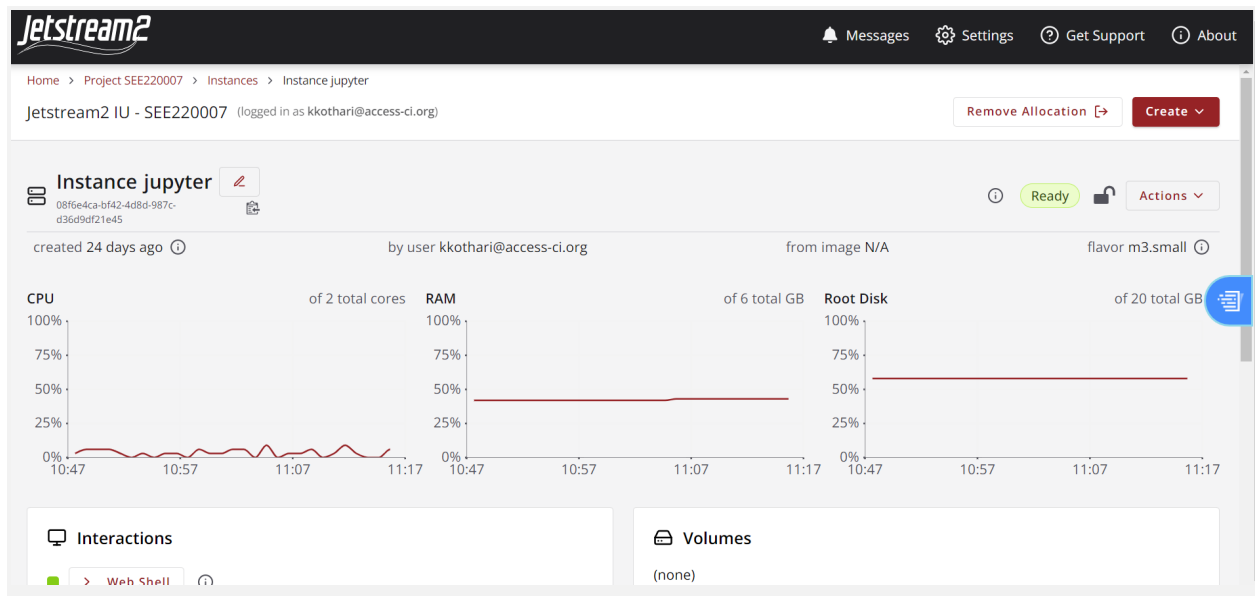 Jetstream2
Messages Settings Get Support About
Home > Project SEE220007 > Instances > Instance jupyter
Jetstream2 IU - SEE220007 (logged in as kkothari@access-ci.org)
Remove Allocation Create
Instance jupyter
08f6e4ca-bf42-4d8d-987c-
d36d9df21e45
Ready Actions
created 24 days ago by user kkothari@access-ci.org from image N/A flavor m3.small
CPU of 2 total cores
100%
75%
50%
25%
0%
10:47 10:57 11:07 11:17
RAM of 6 total GB
100%
75%
50%
25%
0%
10:47 10:57 11:07 11:17
Root Disk of 20 total GB
100%
75%
50%
25%
0%
10:47 10:57 11:07 11:17
Interactions
Web Shell
Volumes
(none)